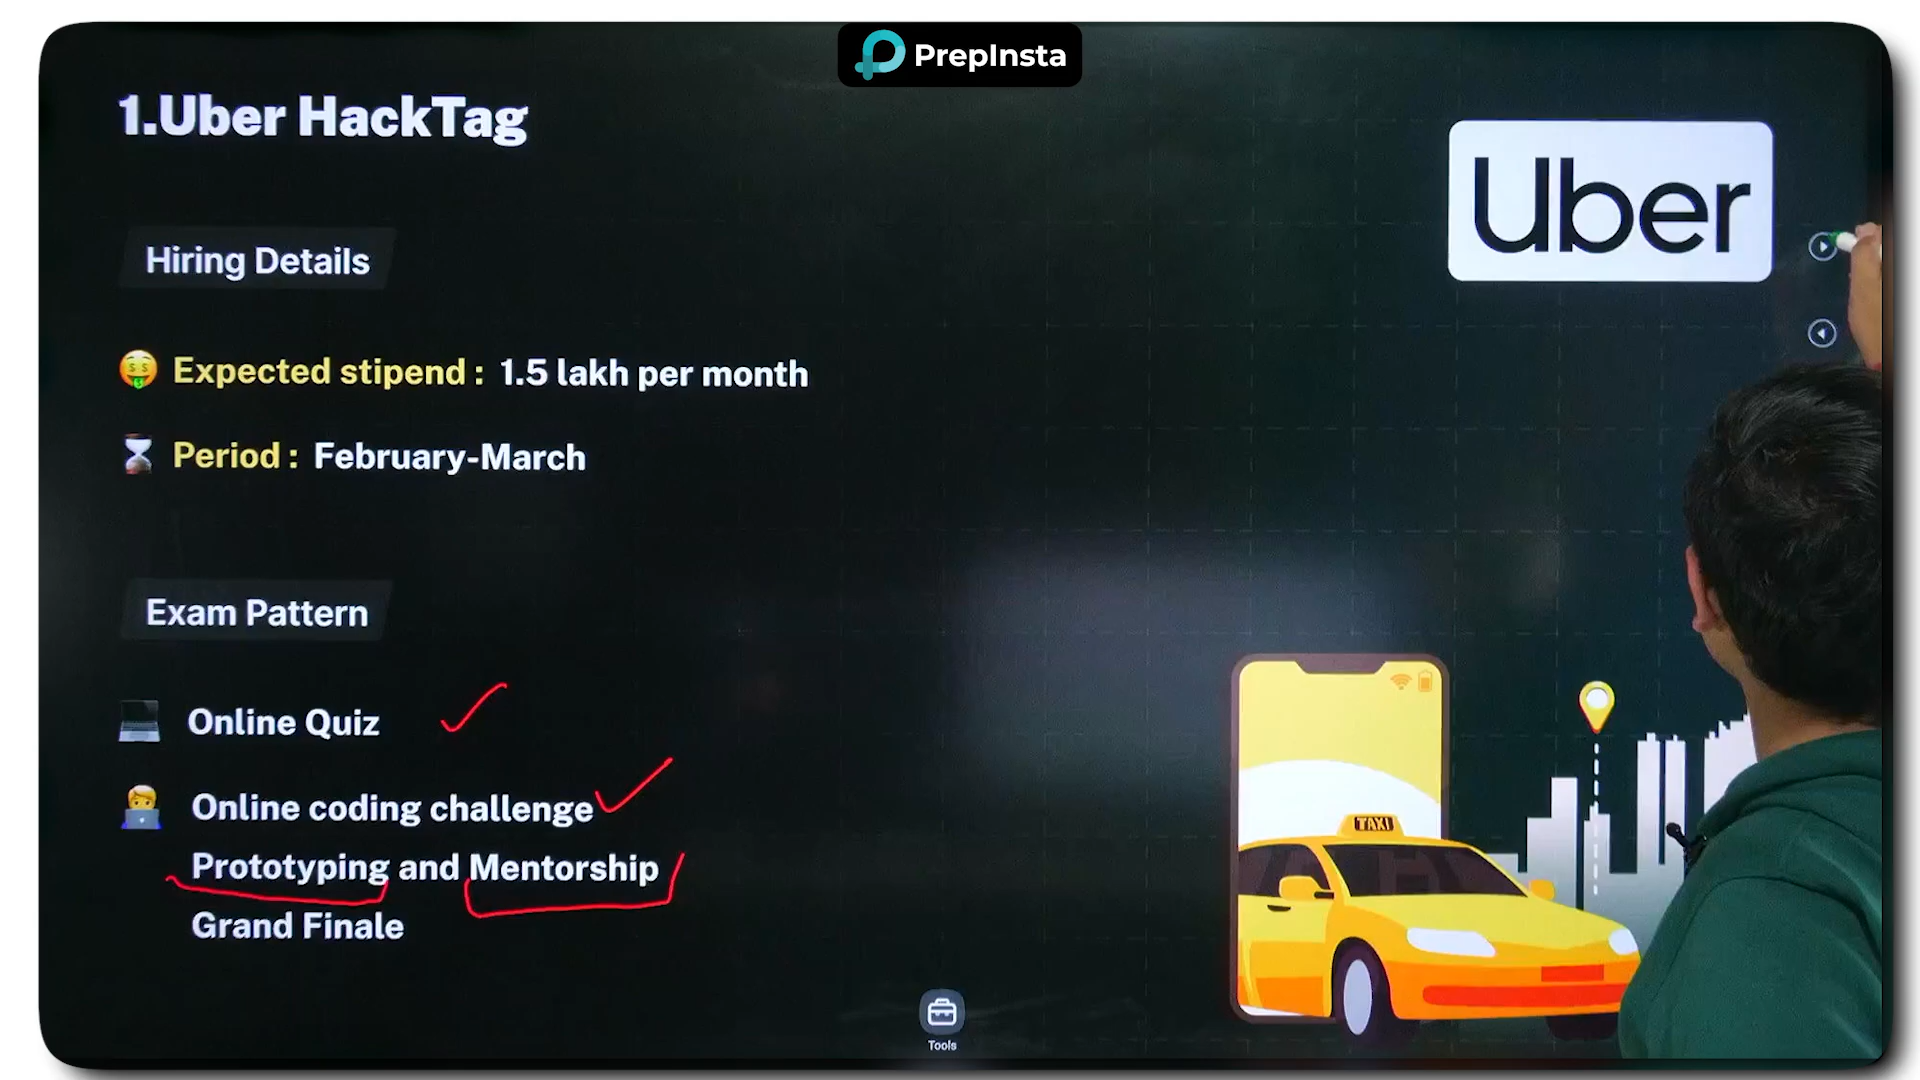 PrepInsta
1.Uber HackTag
Uber
Hiring Details
Expected stipend : 1.5 lakh per month
Period : February-March
Exam Pattern
Online Quiz
Online coding challenge
Prototyping and Mentorship
Grand Finale
TAXI
Tools